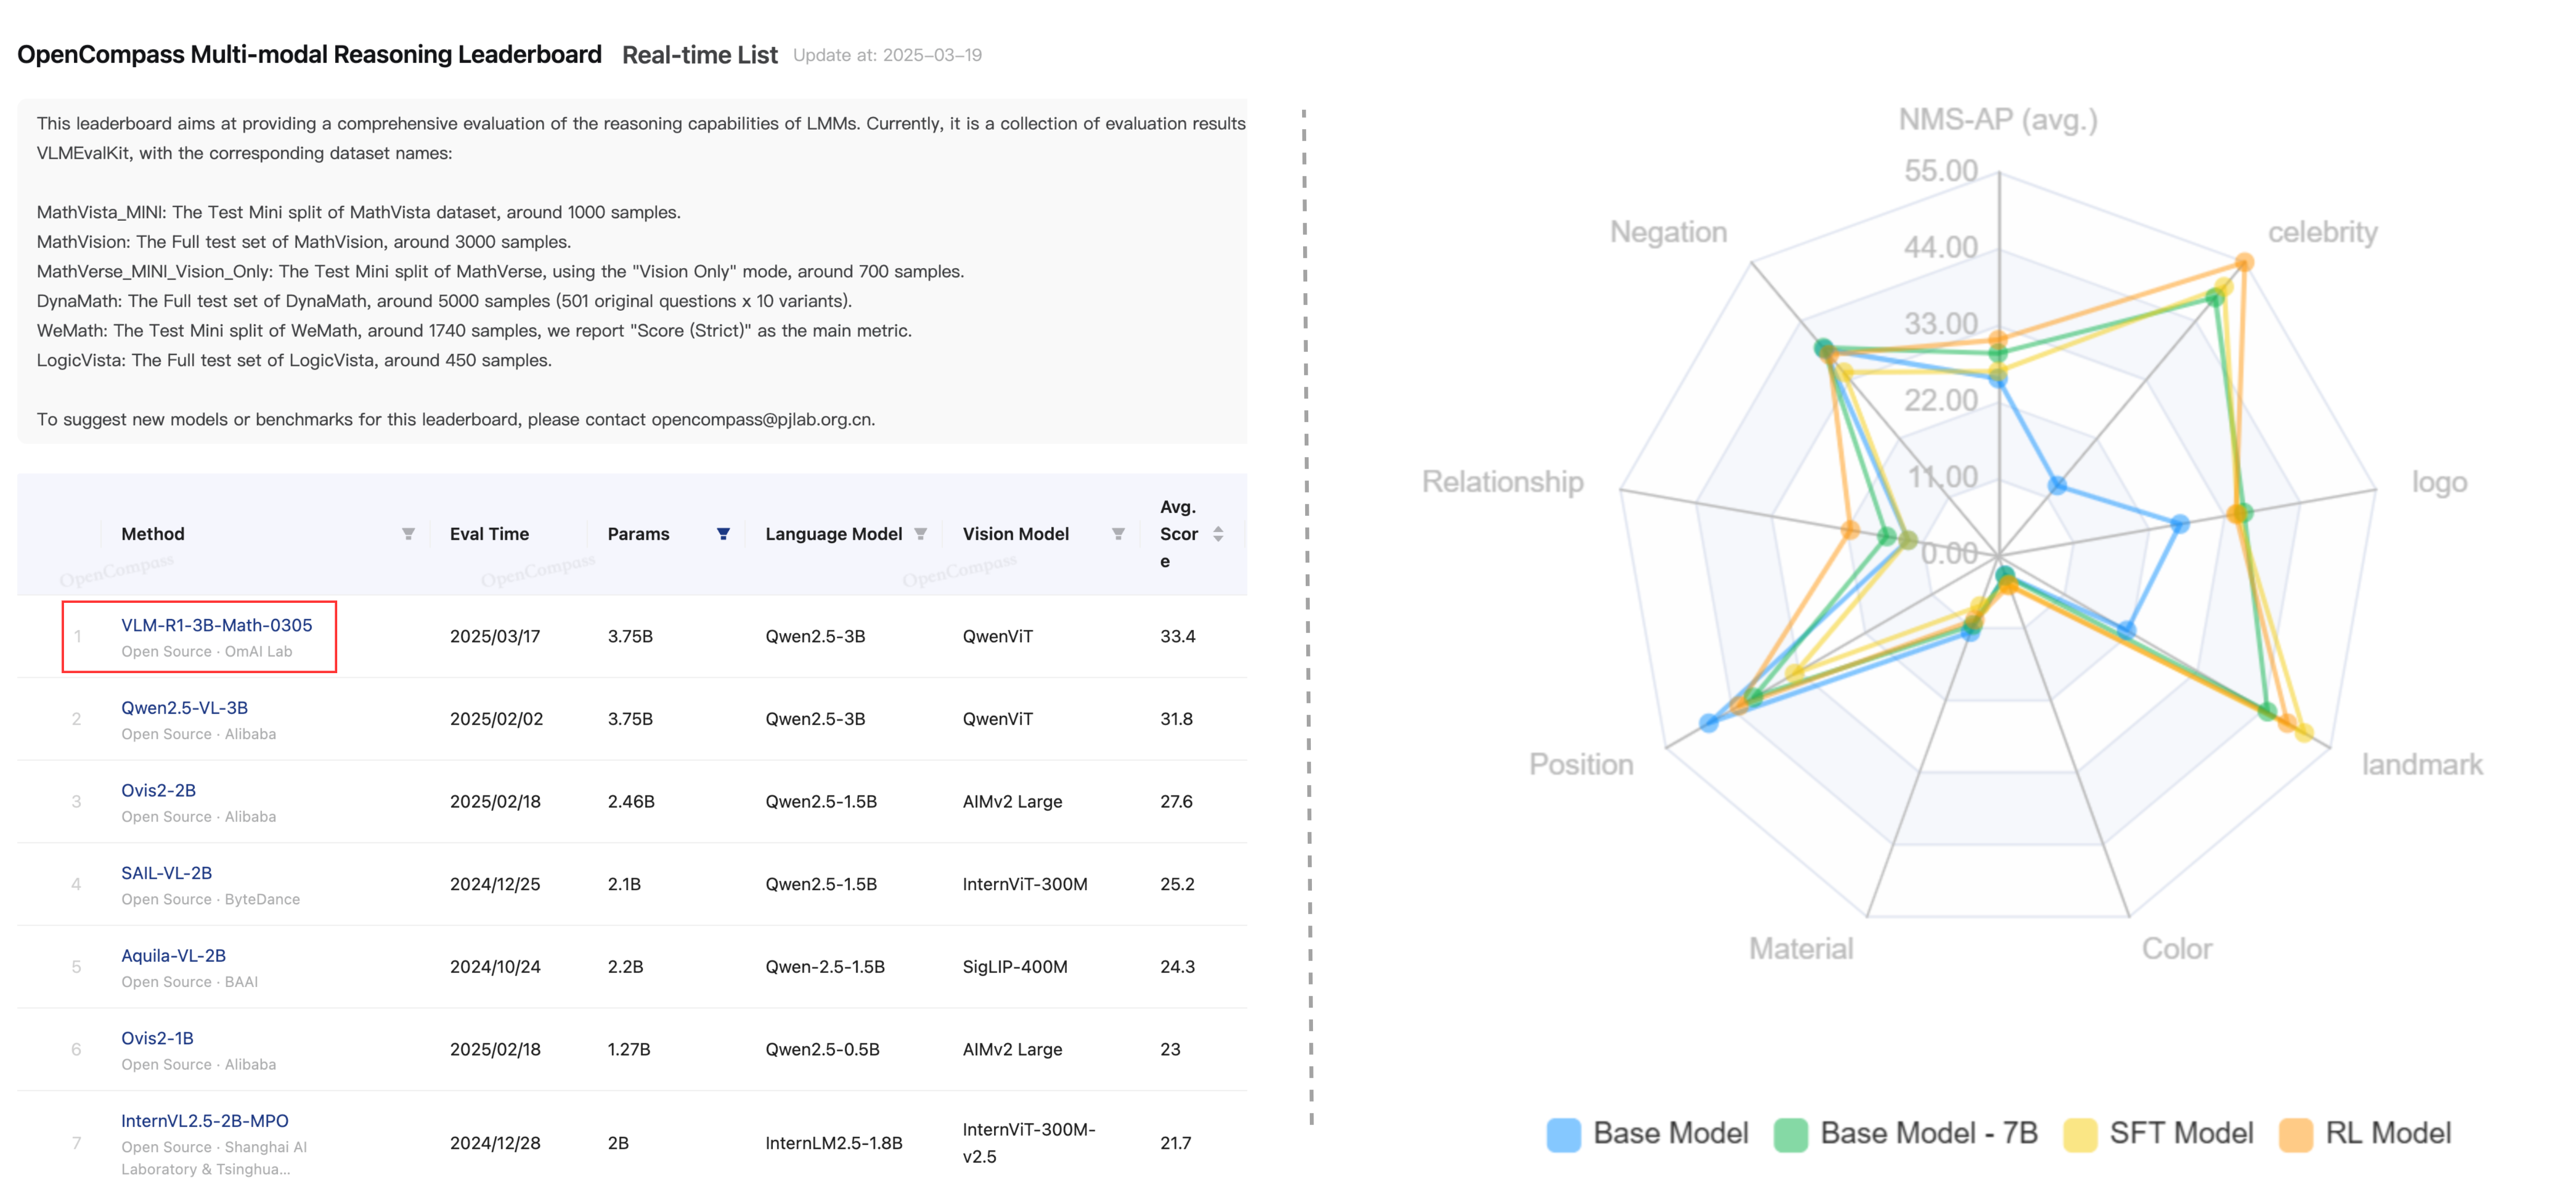 OpenCompass Multi-modal Reasoning Leaderboard Real-time List Update at: 2025-03-19
This leaderboard aims at providing a comprehensive evaluation of the reasoning capabilities of LMMs. Currently, it is a collection of evaluation results
VLMEvalKit, with the corresponding dataset names:
MathVista_MINI: The Test Mini split of MathVista dataset, around 1000 samples.
MathVision: The Full test set of MathVision, around 3000 samples.
MathVerse_MINI_Vision_Only: The Test Mini split of MathVerse, using the "Vision Only" mode, around 700 samples.
DynaMath: The Full test set of DynaMath, around 5000 samples (501 original questions x 10 variants).
WeMath: The Test Mini split of WeMath, around 1740 samples, we report "Score (Strict)" as the main metric.
LogicVista: The Full test set of LogicVista, around 450 samples.
To suggest new models or benchmarks for this leaderboard, please contact opencompass@pjlab.org.cn.
Method Eval Time Params Language Model Vision Model Avg.
Scor
e
OpenCompass OpenCompass OpenCompass
1 VLM-R1-3B-Math-0305 2025/03/17 3.75B Qwen2.5-3B QwenViT 33.4
Open Source · OmAI Lab
2 Qwen2.5-VL-3B 2025/02/02 3.75B Qwen2.5-3B QwenViT 31.8
Open Source · Alibaba
3 Ovis2-2B 2025/02/18 2.46B Qwen2.5-1.5B AIMv2 Large 27.6
Open Source · Alibaba
4 SAIL-VL-2B 2024/12/25 2.1B Qwen2.5-1.5B InternViT-300M 25.2
Open Source · ByteDance
5 Aquila-VL-2B 2024/10/24 2.2B Qwen-2.5-1.5B SigLIP-400M 24.3
Open Source · BAAI
6 Ovis2-1B 2025/02/18 1.27B Qwen2.5-0.5B AIMv2 Large 23
Open Source · Alibaba
7 InternVL2.5-2B-MPO 2024/12/28 2B InternLM2.5-1.8B InternViT-300M-
v2.5 21.7
Open Source · Shanghai AI
Laboratory & Tsinghua...
NMS-AP (avg.)
55.00
44.00
33.00
22.00
11.00
0.00
celebrity
logo
landmark
Color
Material
Position
Relationship
Negation
Base Model Base Model - 7B SFT Model RL Model